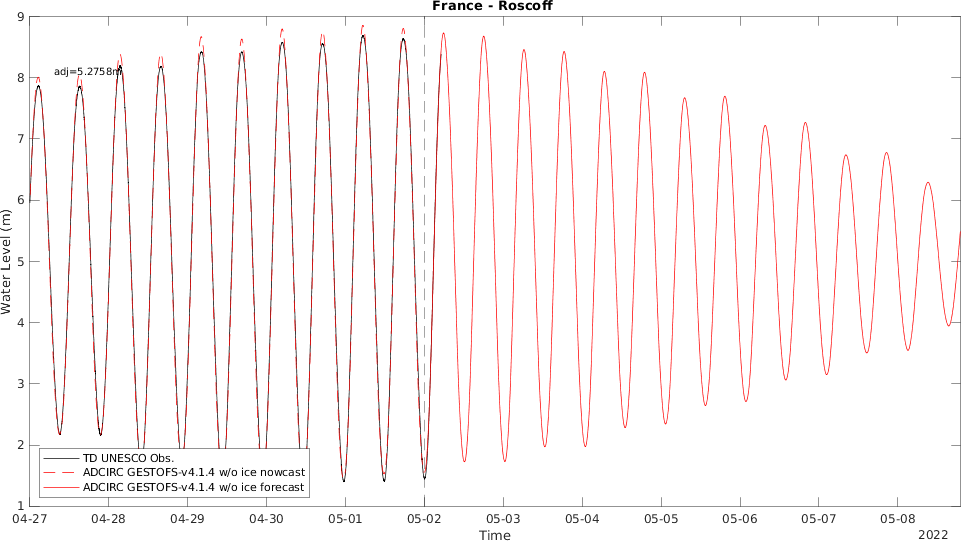 France - Roscoff
9
8
7
6
5
4
3
2
1
Water Level (m)
adj=5.2758m
TD UNESCO Obs.
ADCIRC GESTOFS-v4.1.4 w/o ice nowcast
ADCIRC GESTOFS-v4.1.4 w/o ice forecast
04-27 04-28 04-29 04-30 05-01 05-02 05-03 05-04 05-05 05-06 05-07 05-08
Time
2022